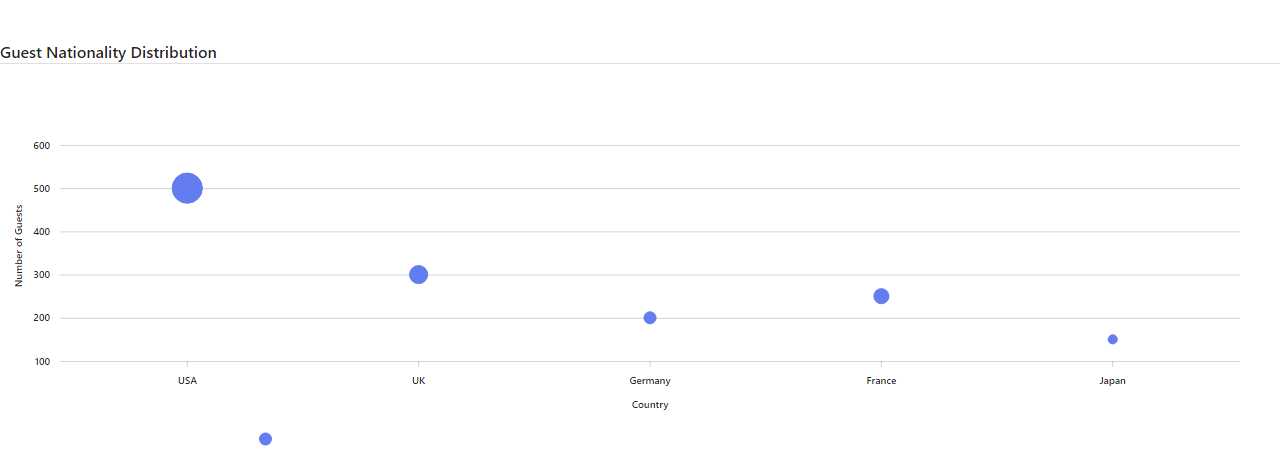 Guest Nationality Distribution
600
500
400
300
200
100
Number of Guests
USA UK Germany France Japan
Country